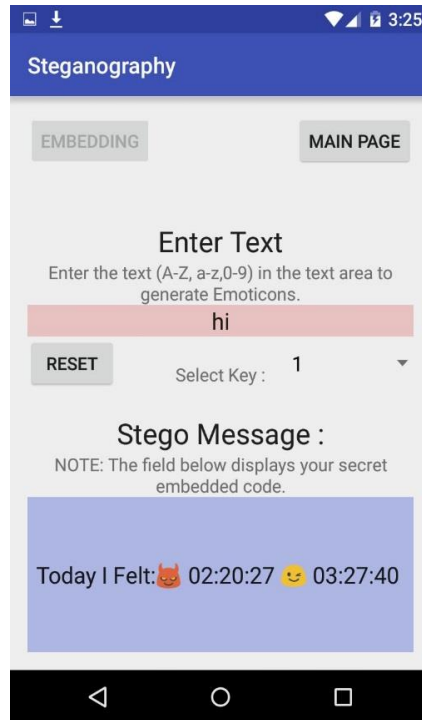 3:25
Steganography
EMBEDDING MAIN PAGE
Enter Text
Enter the text (A-Z, a-z,0-9) in the text area to
generate Emoticons.
hi
RESET Select Key : 1
Stego Message :
NOTE: The field below displays your secret
embedded code.
Today I Felt:👿 02:20:27 😉 03:27:40